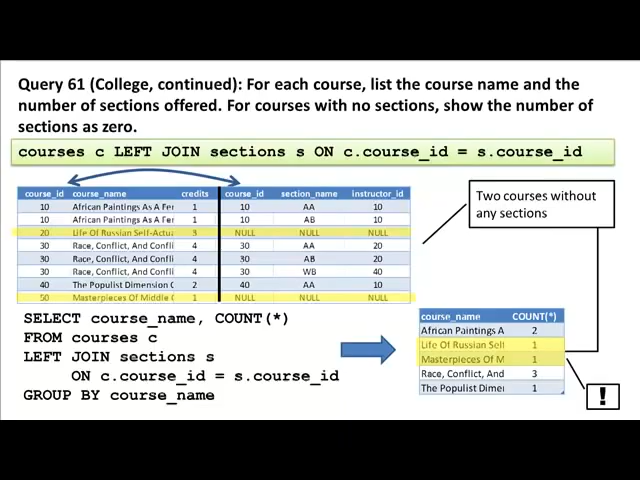 Query 61 (College, continued): For each course, list the course name and the
number of sections offered. For courses with no sections, show the number of
sections as zero.
courses c LEFT JOIN sections s ON c.course_id = s.course_id
course_id course_name credits course_id section_name instructor_id
10 African Paintings As A Fer 1 10 AA 10
10 African Paintings As A Fer 1 10 AB 10
20 Life Of Russian Self-Actua 3 NULL NULL NULL
30 Race, Conflict, And Confli 4 30 AA 20
30 Race, Conflict, And Confli 4 30 AB 20
30 Race, Conflict, And Confli 4 30 WB 40
40 The Populist Dimension C 2 40 AA 10
50 Masterpieces Of Middle C 1 NULL NULL NULL
Two courses without
any sections
SELECT course_name, COUNT(*)
FROM courses c
LEFT JOIN sections s
ON c.course_id = s.course_id
GROUP BY course_name
course_name COUNT(*)
African Paintings A 2
Life Of Russian Self 1
Masterpieces Of M 1
Race, Conflict, And 3
The Populist Dimen 1
!